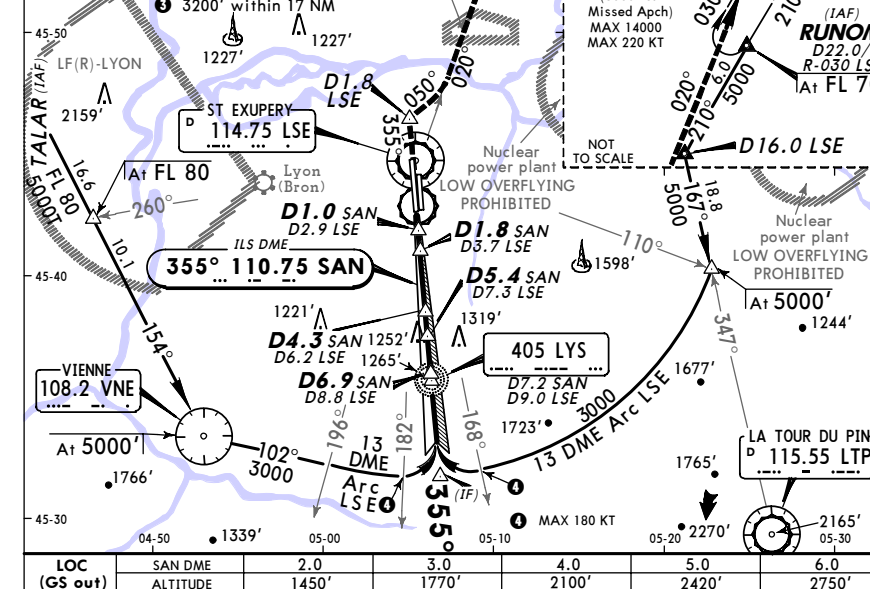 ❸ 3200' within 17 NM
45-50
1227'
1227'
LF(R)-LYON
2159'
TALAR (IAF)
FL 80
5000T
16.6
At FL 80
260°
10.1
154°
D1.8
LSE
050°
020°
355°
ST EXUPERY
D 114.75 LSE
Lyon
(Bron)
Missed Apch)
MAX 14000
MAX 220 KT
030°
210°
(IAF)
D22.0/
R-030
6.0
5000
020°
210°
At FL
D16.0 LSE
NOT
TO SCALE
Nuclear
power plant
LOW OVERFLYING
PROHIBITED
18.8
167°
5000
Nuclear
power plant
LOW OVERFLYING
PROHIBITED
D1.0 SAN
D2.9 LSE
D1.8 SAN
D3.7 LSE
110°
1598'
45-40
ILS DME
355° 110.75 SAN
D5.4 SAN
D7.3 LSE
At 5000'
1244'
1221'
1252'
1319'
D4.3 SAN
D6.2 LSE
1265'
347°
405 LYS
D6.9 SAN
D8.8 LSE
D7.2 SAN
D9.0 LSE
1677'
VIENNE
108.2 VNE
At 5000'
196°
182°
168°
1723'
3000
13 DME Arc LSE
102°
3000
13
DME
Arc
LSE
❹
❹
(IF)
355°
❹ MAX 180 KT
1766'
1339'
1765'
LA TOUR DU PIN
D 115.55 LTP
2270'
2165'
45-30
04-50
05-00
05-10
05-20
05-30
LOC SAN DME 2.0 3.0 4.0 5.0 6.0
(GS out) ALTITUDE 1450' 1770' 2100' 2420' 2750'